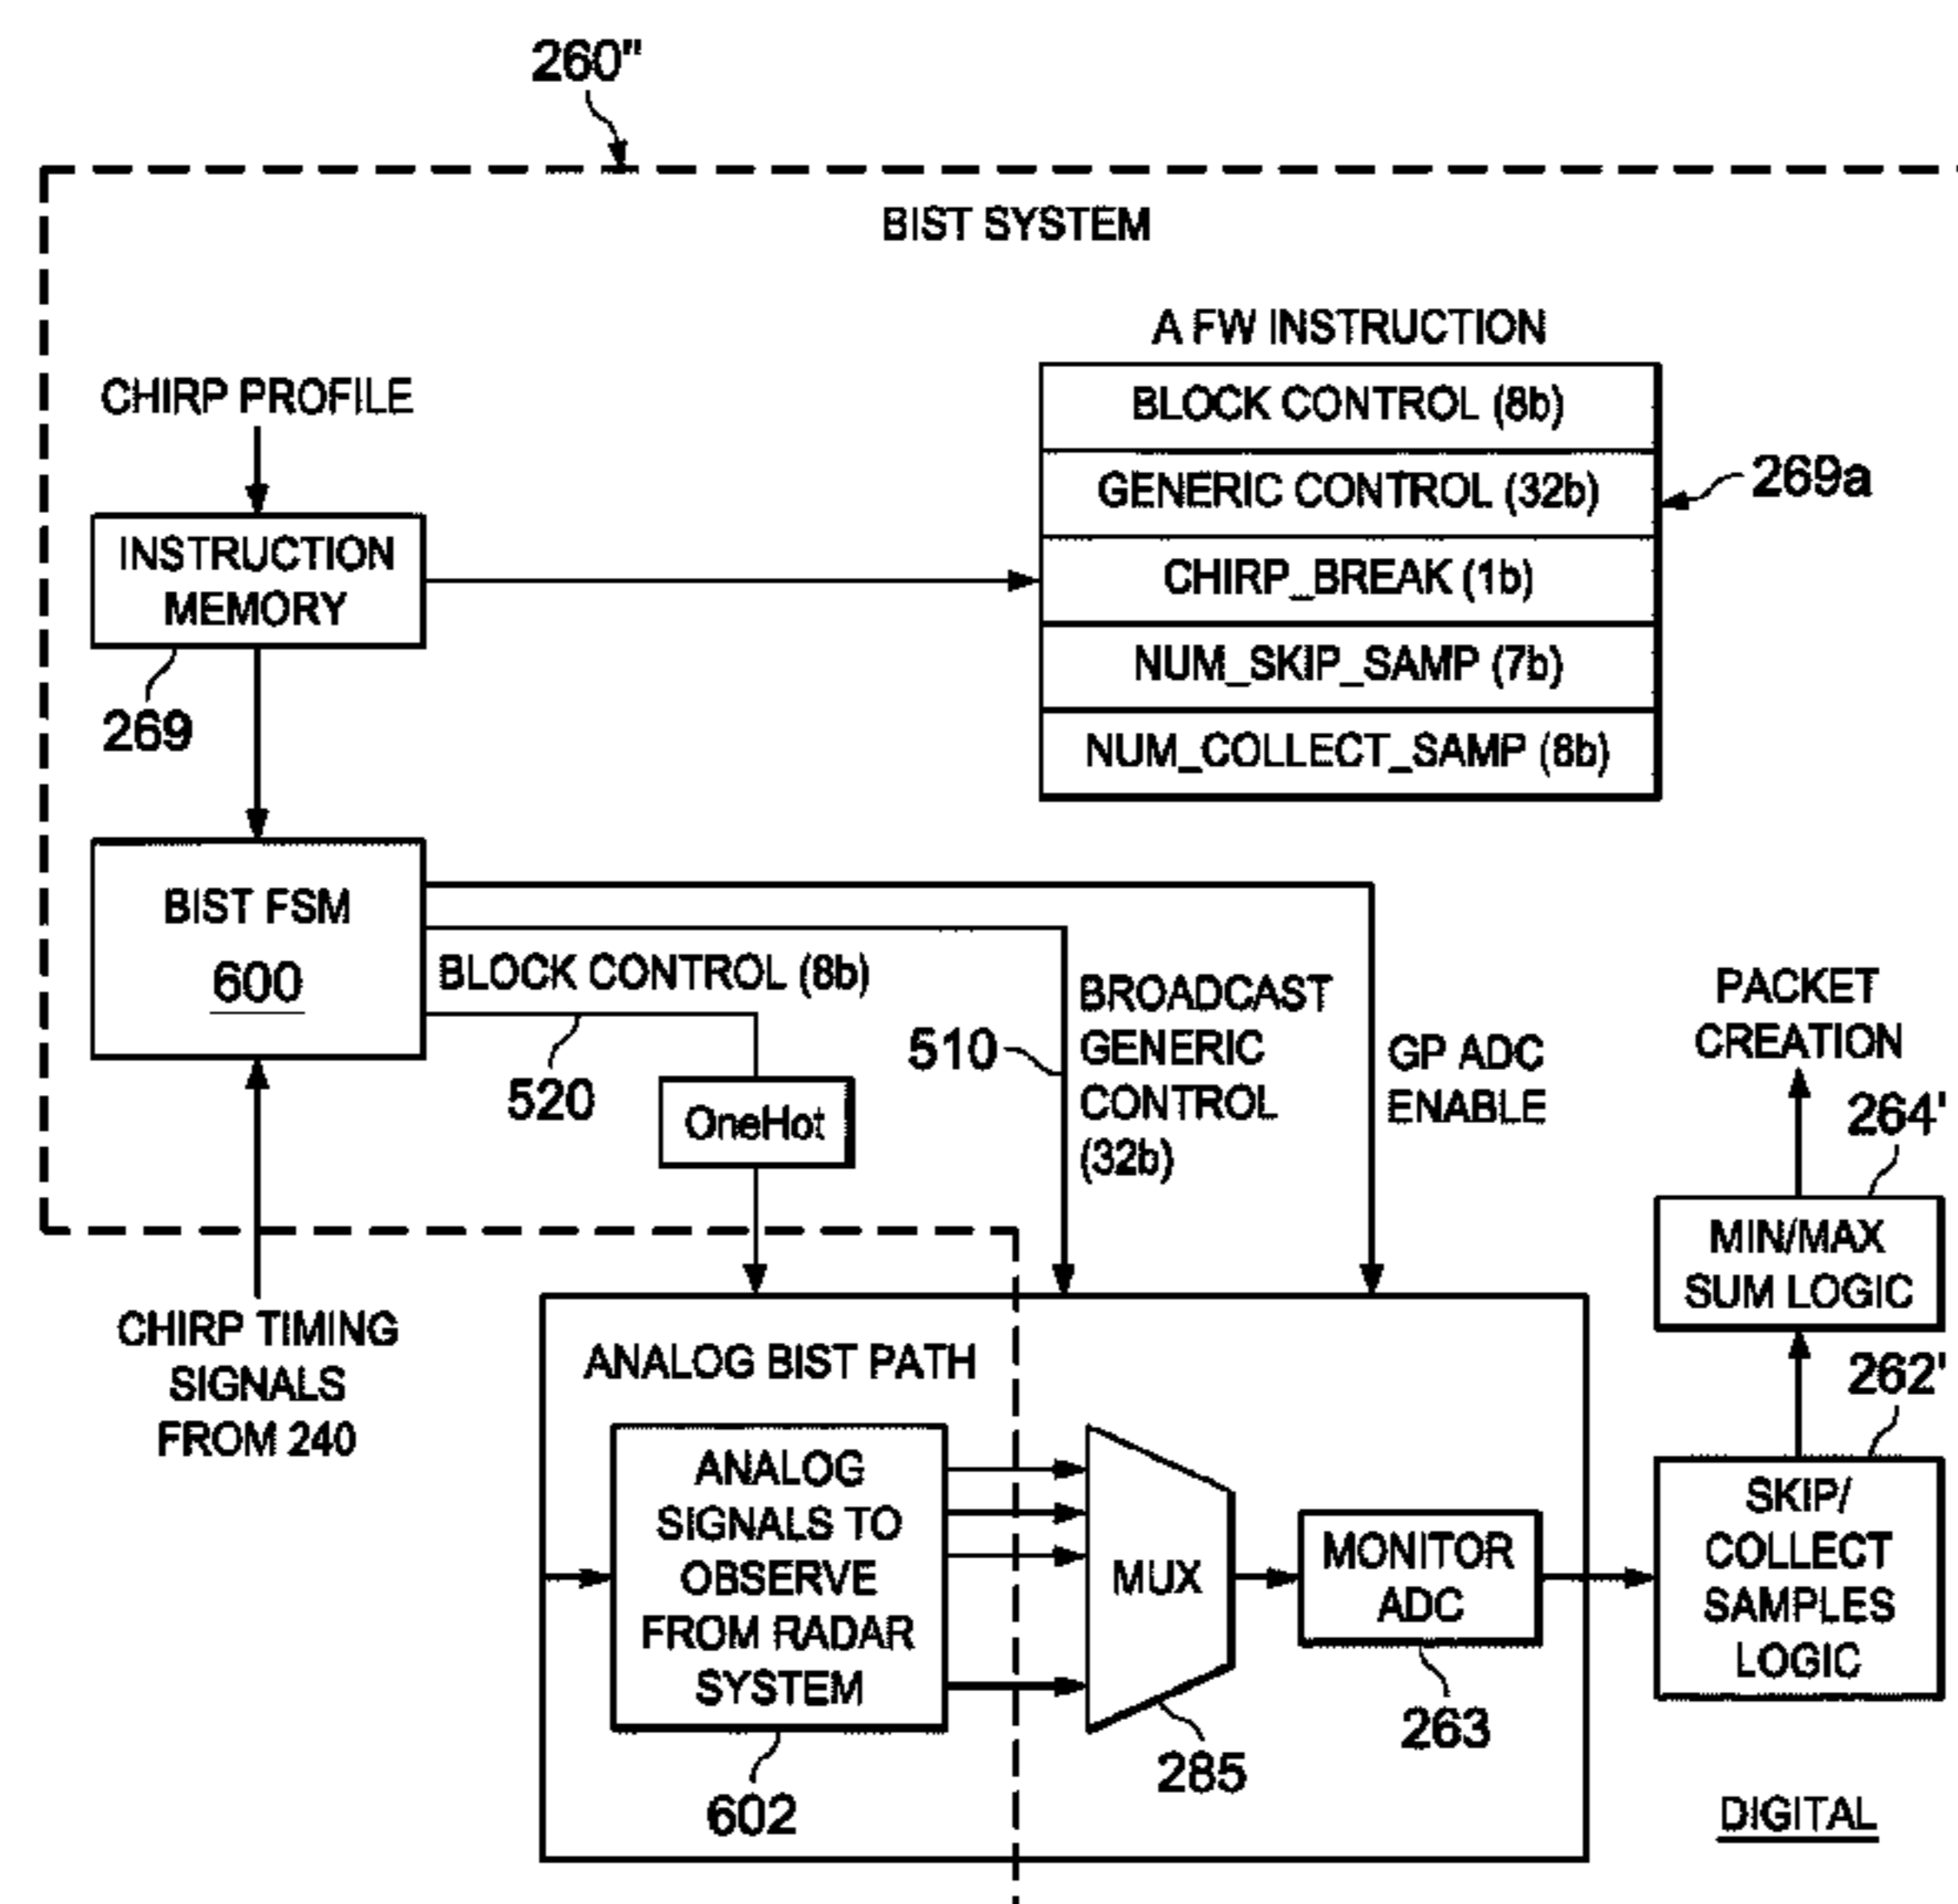 260"
BIST SYSTEM
A FW INSTRUCTION
BLOCK CONTROL (8b)
GENERIC CONTROL (32b)
CHIRP_BREAK (1b)
NUM_SKIP_SAMP (7b)
NUM_COLLECT_SAMP (8b)
269a
CHIRP PROFILE
INSTRUCTION
MEMORY
269
BIST FSM
600
BLOCK CONTROL (8b)
520
OneHot
510
BROADCAST
GENERIC
CONTROL
(32b)
GP ADC
ENABLE
PACKET
CREATION
264'
MIN/MAX
SUM LOGIC
262'
SKIP/
COLLECT
SAMPLES
LOGIC
CHIRP TIMING
SIGNALS
FROM 240
ANALOG BIST PATH
ANALOG
SIGNALS TO
OBSERVE
FROM RADAR
SYSTEM
602
MUX
285
MONITOR
ADC
263
DIGITAL